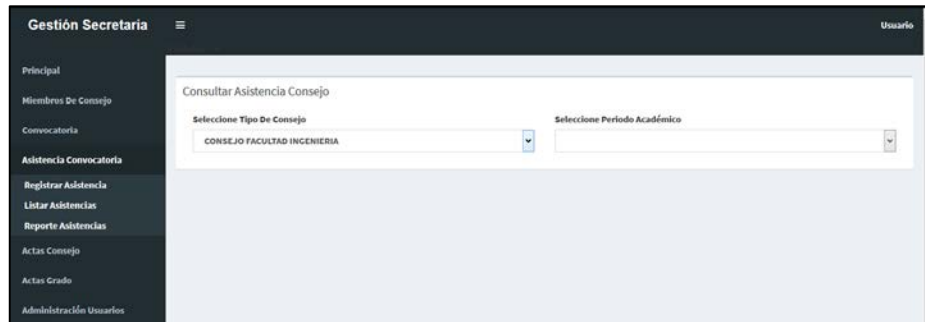 Gestión Secretaria
Usuario
Principal
Miembros De Consejo
Convocatoria
Asistencia Convocatoria
Registrar Asistencia
Listar Asistencias
Reporte Asistencias
Actas Consejo
Actas Grado
Administración Usuarios
Consultar Asistencia Consejo
Seleccione Tipo De Consejo
CONSEJO FACULTAD INGENIERIA
Seleccione Periodo Académico